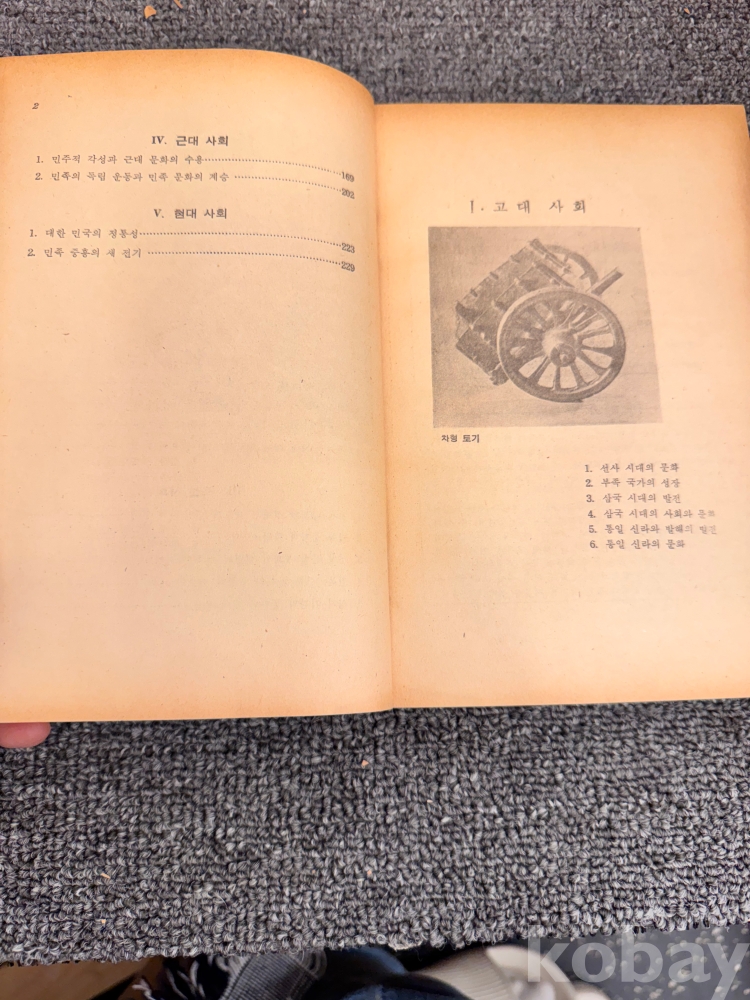 2
IV. 근대 사회
1. 민주적 각성과 근대 문화의 수용 169
2. 민족의 독립 운동과 민족 문화의 계승 202
V. 현대 사회
1. 대한 민국의 정통성 223
2. 민족 중흥의 새 전기 229
I. 고대 사회
차형 토기
1. 선사 시대의 문화
2. 부족 국가의 성장
3. 삼국 시대의 발전
4. 삼국 시대의 사회와 문화
5. 통일 신라와 발해의 발전
6. 통일 신라의 문화
kobay